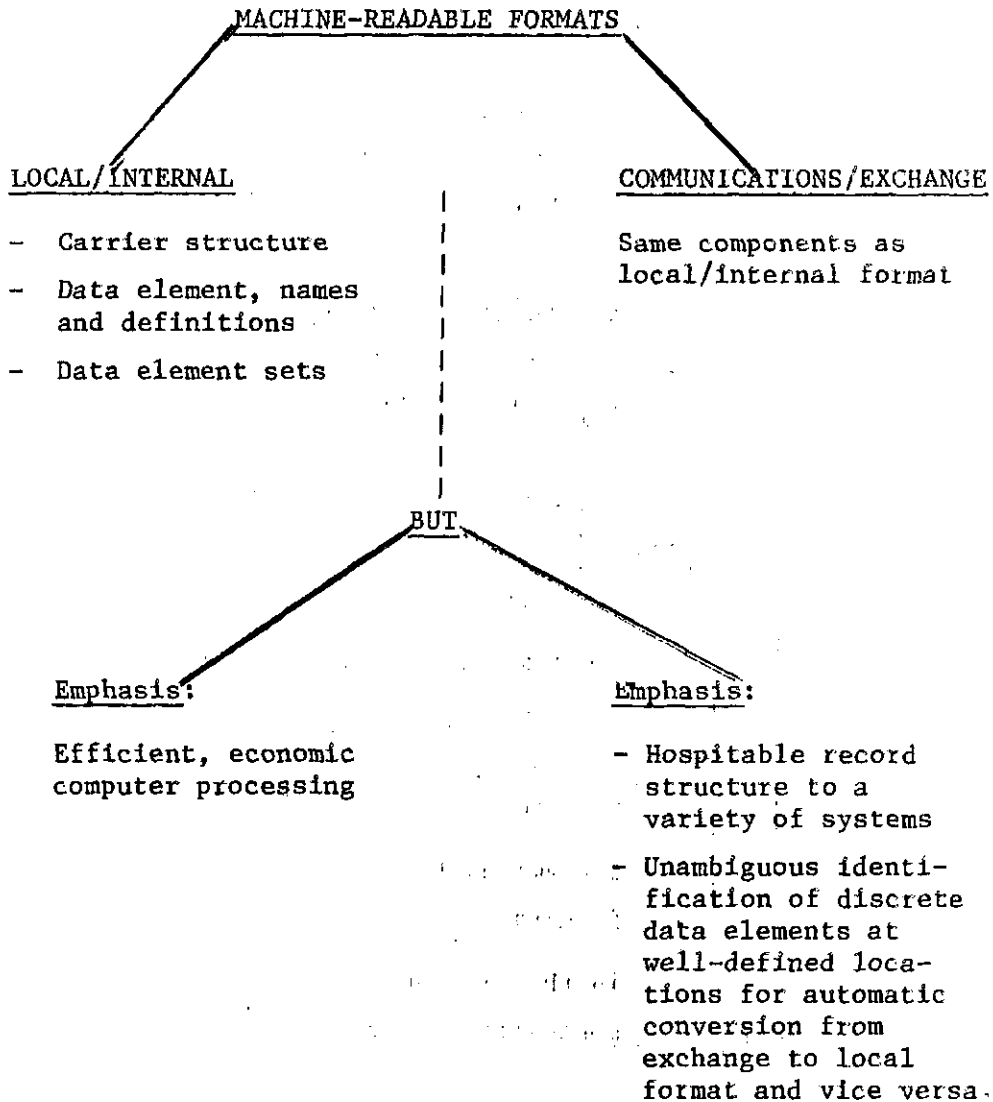 MACHINE-READABLE FORMATS
LOCAL/INTERNAL
- Carrier structure
- Data element, names
and definitions
- Data element sets
COMMUNICATIONS/EXCHANGE
Same components as
local/internal format
BUT
Emphasis:
Efficient, economic
computer processing
Emphasis:
- Hospitable record
structure to a
variety of systems
- Unambiguous identi-
fication of discrete
data elements at
well-defined loca-
tions for automatic
conversion from
exchange to local
format and vice versa.